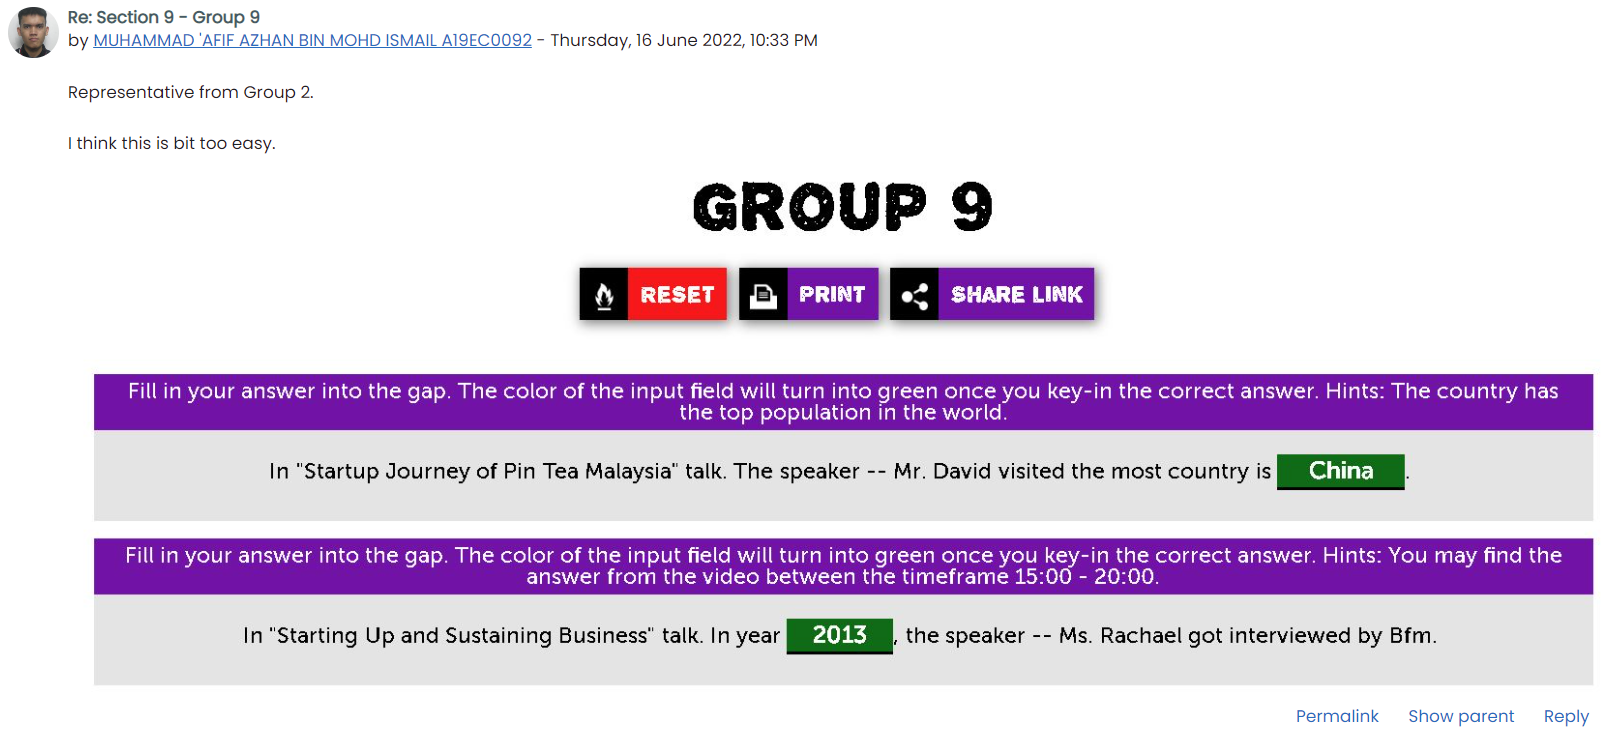 Re: Section 9 - Group 9
by MUHAMMAD 'AFIF AZHAN BIN MOHD ISMAIL A19EC0092 - Thursday, 16 June 2022, 10:33 PM
Representative from Group 2.
I think this is bit too easy.
GROUP 9
RESET PRINT SHARE LINK
Fill in your answer into the gap. The color of the input field will turn into green once you key-in the correct answer. Hints: The country has
the top population in the world.
In "Startup Journey of Pin Tea Malaysia" talk. The speaker -- Mr. David visited the most country is China.
Fill in your answer into the gap. The color of the input field will turn into green once you key-in the correct answer. Hints: You may find the
answer from the video between the timeframe 15:00 - 20:00.
In "Starting Up and Sustaining Business" talk. In year 2013, the speaker -- Ms. Rachael got interviewed by Bfm.
Permalink Show parent Reply